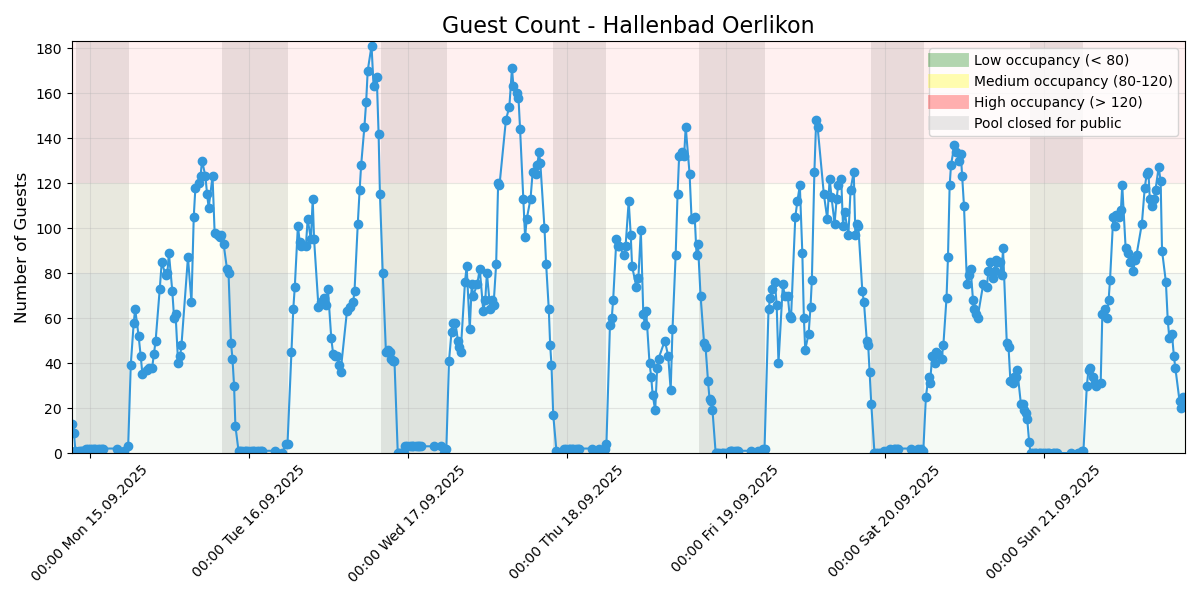 Guest Count - Hallenbad Oerlikon
Low occupancy (< 80)
Medium occupancy (80-120)
High occupancy (> 120)
Pool closed for public
Number of Guests
180
160
140
120
100
80
60
40
20
0
00:00 Mon 15.09.2025
00:00 Tue 16.09.2025
00:00 Wed 17.09.2025
00:00 Thu 18.09.2025
00:00 Fri 19.09.2025
00:00 Sat 20.09.2025
00:00 Sun 21.09.2025